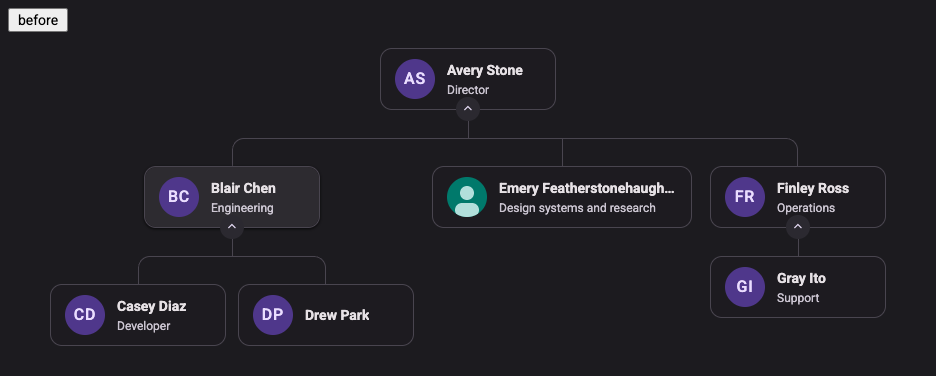 before
AS
Avery Stone
Director
BC
Blair Chen
Engineering
Emery Featherstonehaugh...
Design systems and research
FR
Finley Ross
Operations
CD
Casey Diaz
Developer
DP
Drew Park
GI
Gray Ito
Support